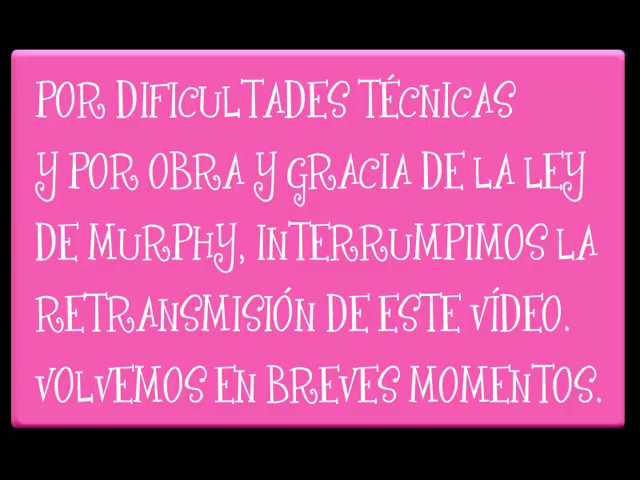 POR DIFICULTADES TÉCNICAS
Y POR OBRA Y GRACIA DE LA LEY
DE MURPHY, INTERRUMPIMOS LA
RETRANSMISIÓN DE ESTE VÍDEO.
VOLVEMOS EN BREVES MOMENTOS.